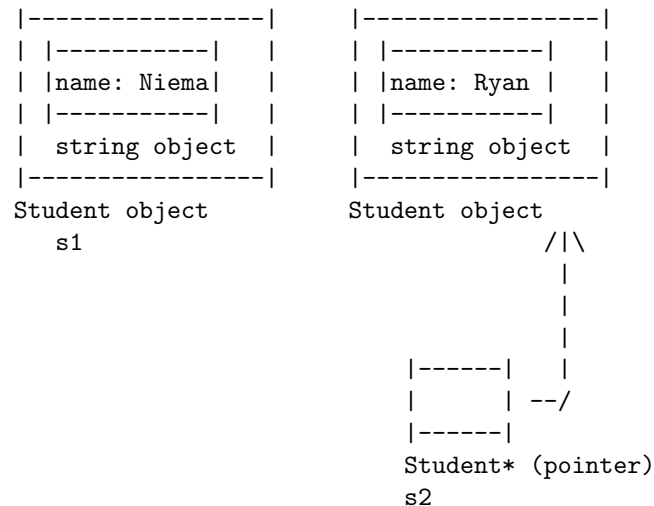 |-----------------|      |-----------------|
|  |-----------|  |      |  |-----------|  |
|  |name: Niema|  |      |  |name: Ryan |  |
|  |-----------|  |      |  |-----------|  |
|  string object  |      |  string object  |
|-----------------|      |-----------------|
Student object          Student object
   s1                                 /|\
                                       |
                                       |
                                       |
                            |------|   |
                            |      | --/
                            |------|
                            Student* (pointer)
                            s2